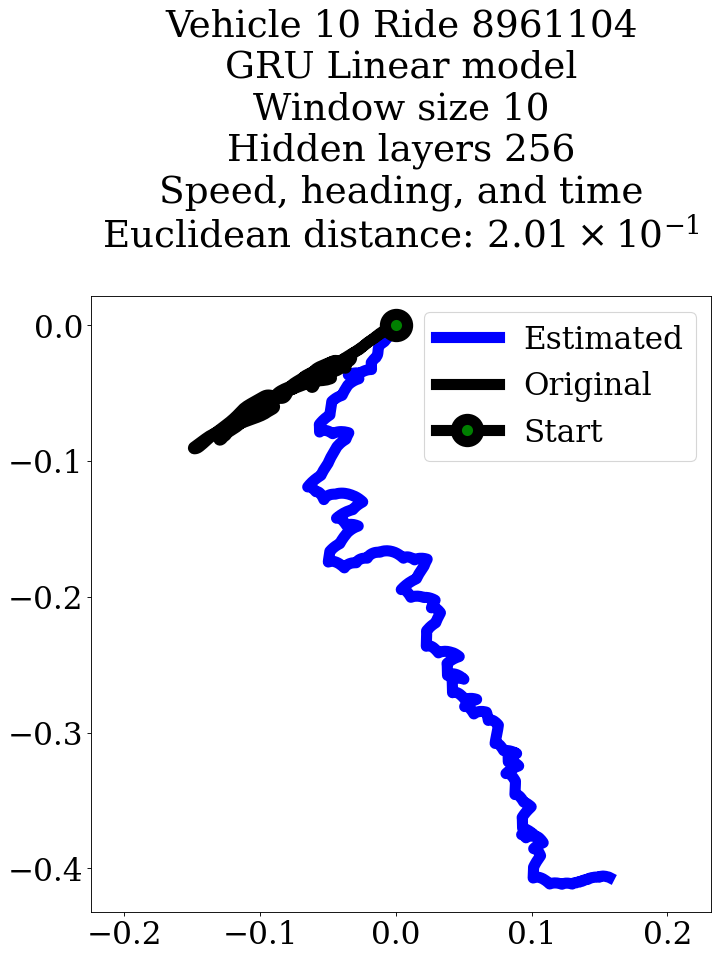 Vehicle 10 Ride 8961104
GRU Linear model
Window size 10
Hidden layers 256
Speed, heading, and time
Euclidean distance: 2.01 × 10⁻¹
Estimated
Original
Start
0.0
−0.1
−0.2
−0.3
−0.4
−0.2
−0.1
0.0
0.1
0.2